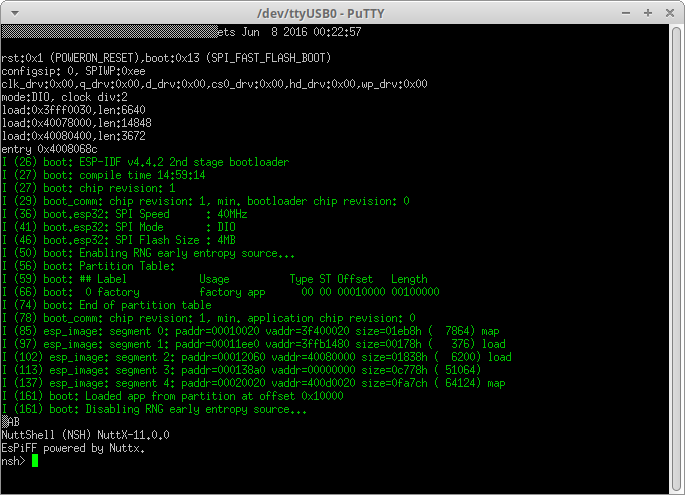 /dev/ttyUSB0 - PuTTY
ets Jun  8 2016 00:22:57
rst:0x1 (POWERON_RESET),boot:0x13 (SPI_FAST_FLASH_BOOT)
configsip: 0, SPIWP:0xee
clk_drv:0x00,q_drv:0x00,d_drv:0x00,cs0_drv:0x00,hd_drv:0x00,wp_drv:0x00
mode:DIO, clock div:2
load:0x3fff0030,len:6640
load:0x40078000,len:14848
load:0x40080400,len:3672
entry 0x4008068c
I (26) boot: ESP-IDF v4.4.2 2nd stage bootloader
I (27) boot: compile time 14:59:14
I (27) boot: chip revision: 1
I (29) boot_comm: chip revision: 1, min. bootloader chip revision: 0
I (36) boot.esp32: SPI Speed      : 40MHz
I (41) boot.esp32: SPI Mode       : DIO
I (46) boot.esp32: SPI Flash Size : 4MB
I (50) boot: Enabling RNG early entropy source...
I (56) boot: Partition Table:
I (59) boot: ## Label            Usage          Type ST Offset   Length
I (66) boot:  0 factory          factory app      00 00 00010000 00100000
I (74) boot: End of partition table
I (78) boot_comm: chip revision: 1, min. application chip revision: 0
I (85) esp_image: segment 0: paddr=00010020 vaddr=3f400020 size=01eb8h (  7864) map
I (97) esp_image: segment 1: paddr=00011ee0 vaddr=3ffb1480 size=00178h (   376) load
I (102) esp_image: segment 2: paddr=00012060 vaddr=40080000 size=01838h (  6200) load
I (113) esp_image: segment 3: paddr=000138a0 vaddr=00000000 size=0c778h ( 51064)
I (137) esp_image: segment 4: paddr=00020020 vaddr=400d0020 size=0fa7ch ( 64124) map
I (161) boot: Loaded app from partition at offset 0x10000
I (161) boot: Disabling RNG early entropy source...
AB
NuttShell (NSH) NuttX-11.0.0
EsPiFF powered by Nuttx.
nsh>